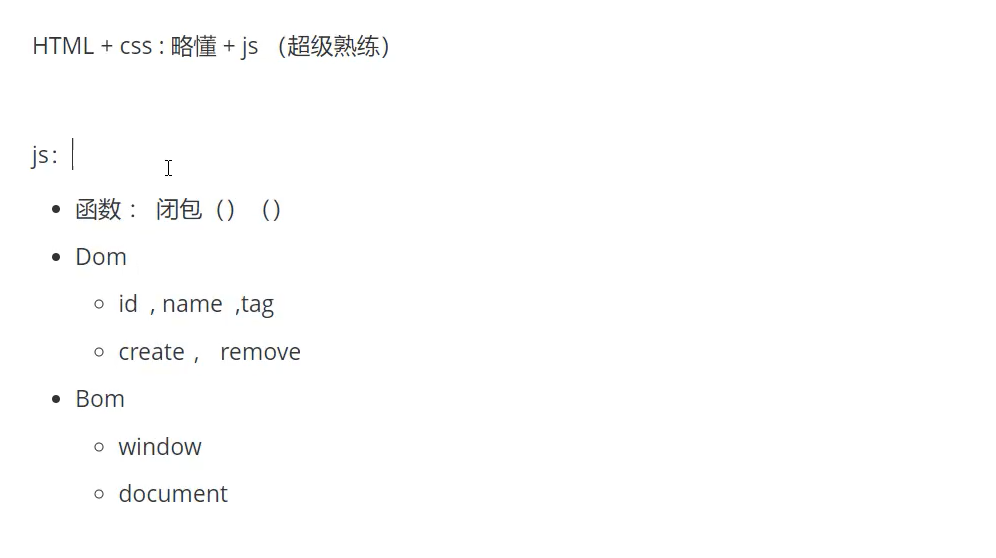 HTML + css : 略懂 + js （超级熟练）
js：
函数： 闭包（）（）
Dom
id , name ,tag
create， remove
Bom
window
document